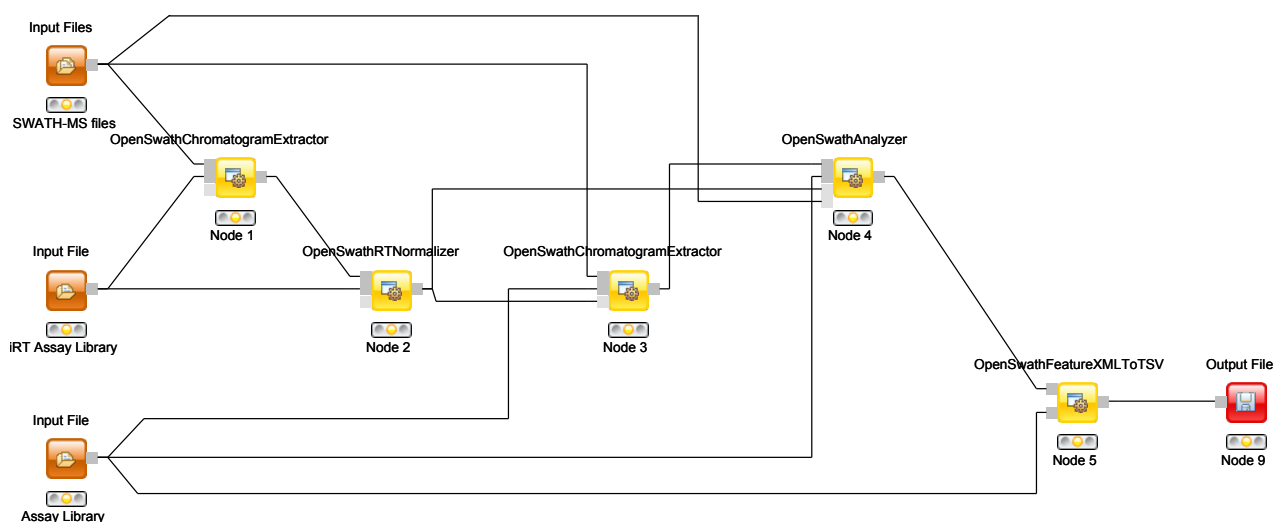 Input Files
SWATH-MS files
OpenSwathChromatogramExtractor
Node 1
OpenSwathAnalyzer
Node 4
Input File
iRT Assay Library
OpenSwathRTNormalizer
Node 2
OpenSwathChromatogramExtractor
Node 3
OpenSwathFeatureXMLToTSV
Node 5
Output File
Node 9
Input File
Assay Library